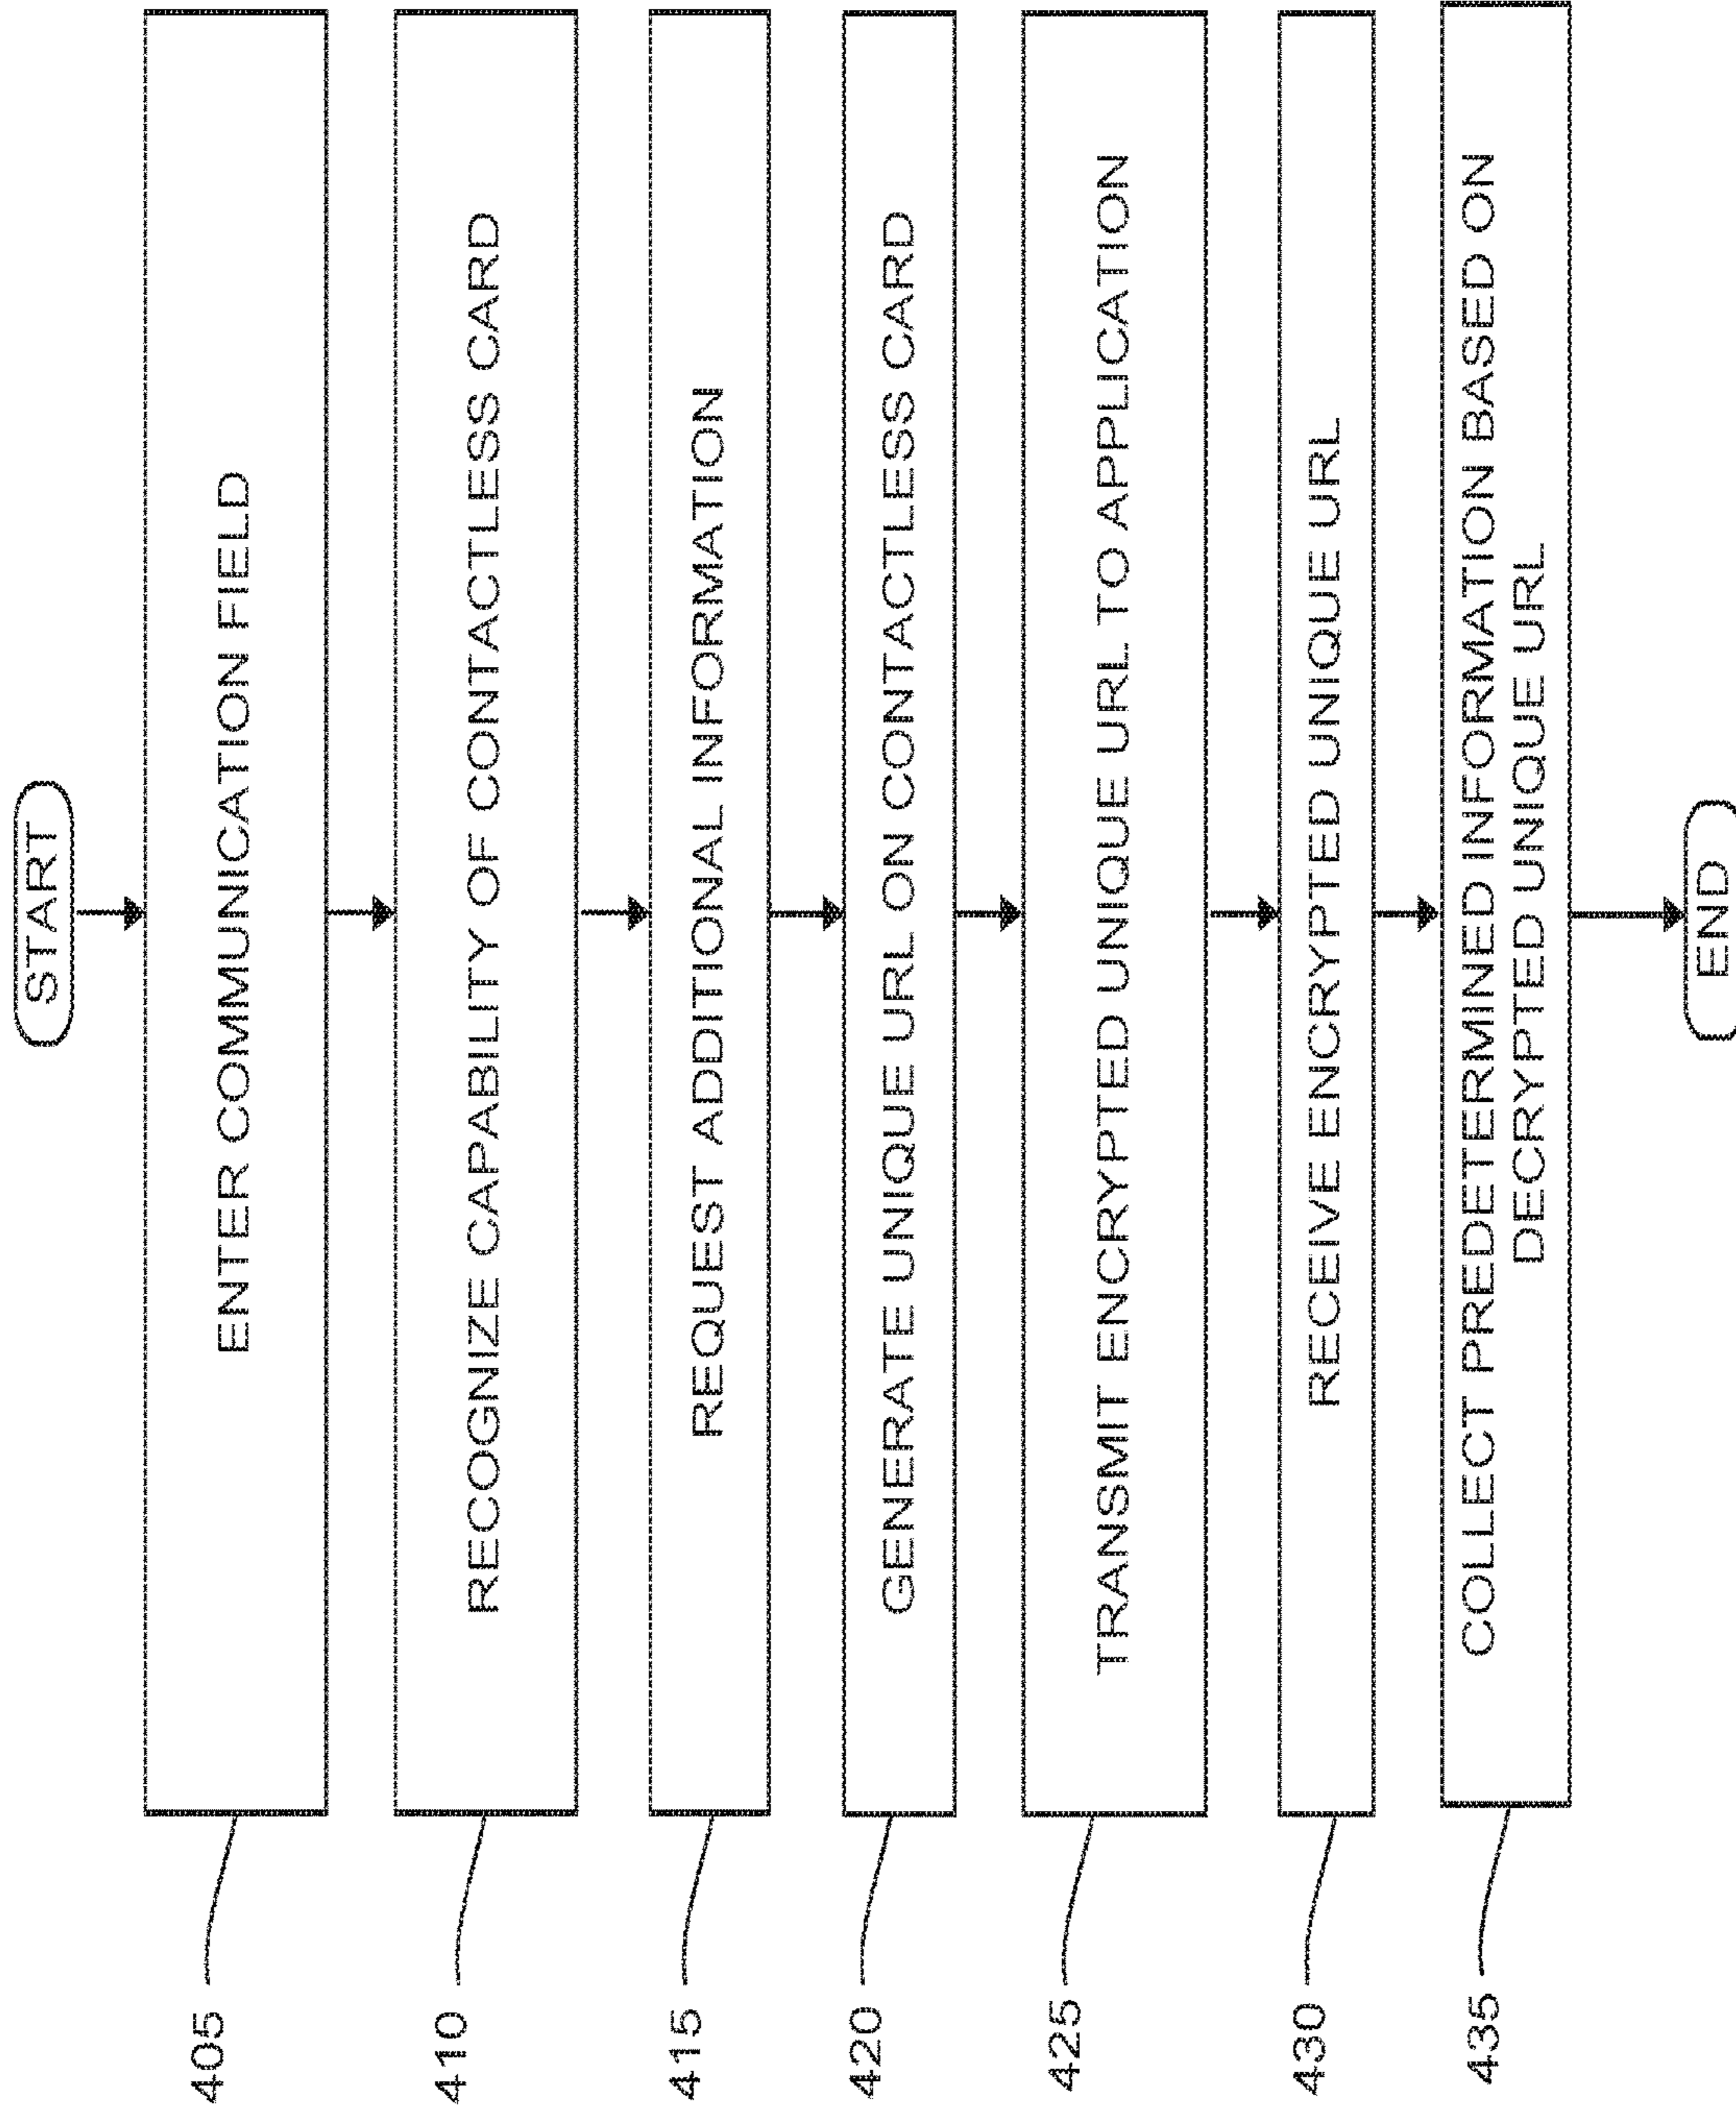 START
405
ENTER COMMUNICATION FIELD
410
RECOGNIZE CAPABILITY OF CONTACTLESS CARD
415
REQUEST ADDITIONAL INFORMATION
420
GENERATE UNIQUE URL ON CONTACTLESS CARD
425
TRANSMIT ENCRYPTED UNIQUE URL TO APPLICATION
430
RECEIVE ENCRYPTED UNIQUE URL
435
COLLECT PREDETERMINED INFORMATION BASED ON
DECRYPTED UNIQUE URL
END